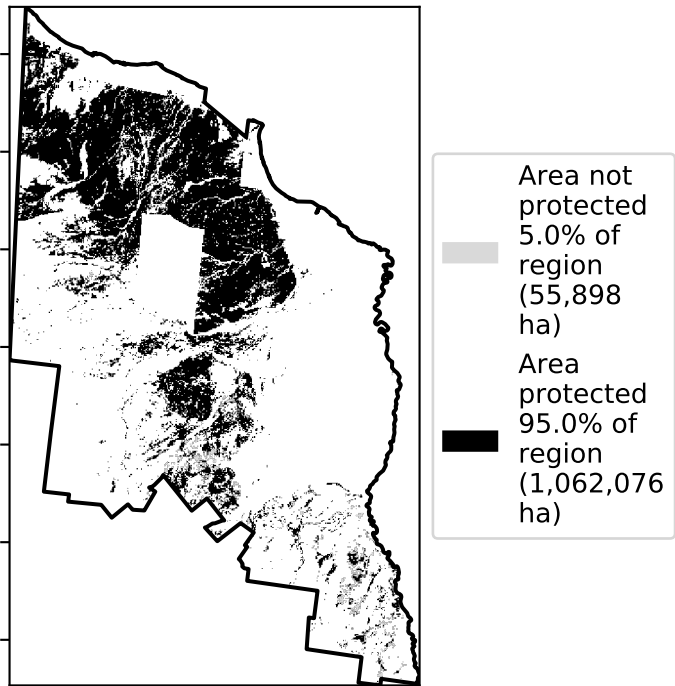 Area not
protected
5.0% of
region
(55,898
ha)
Area
protected
95.0% of
region
(1,062,076
ha)